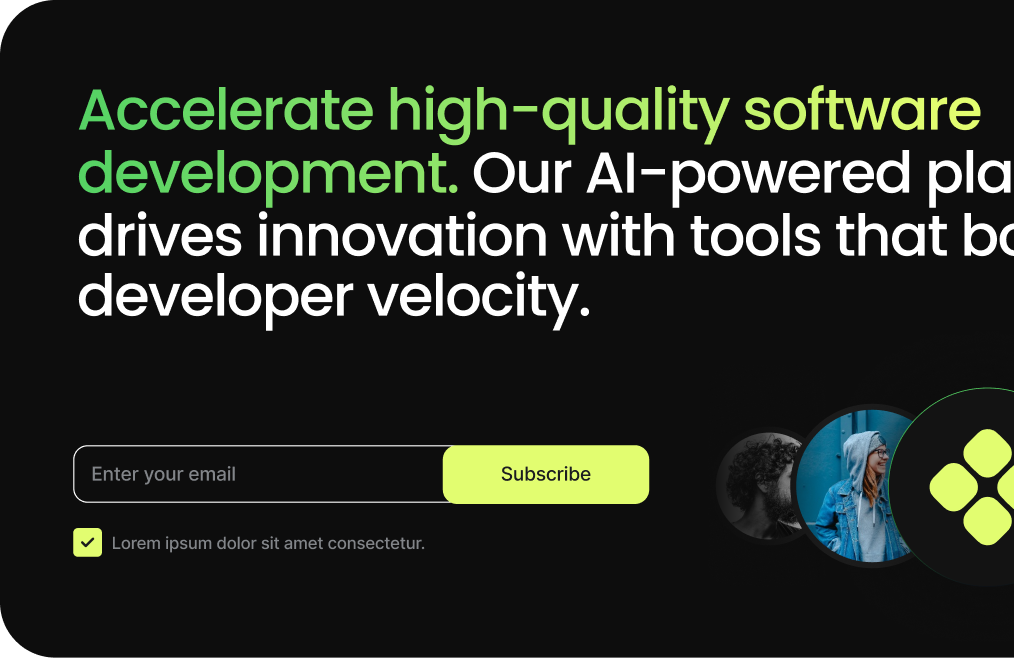 Accelerate high-quality software
development. Our AI-powered pla
drives innovation with tools that bo
developer velocity.
Enter your email
Subscribe
Lorem ipsum dolor sit amet consectetur.